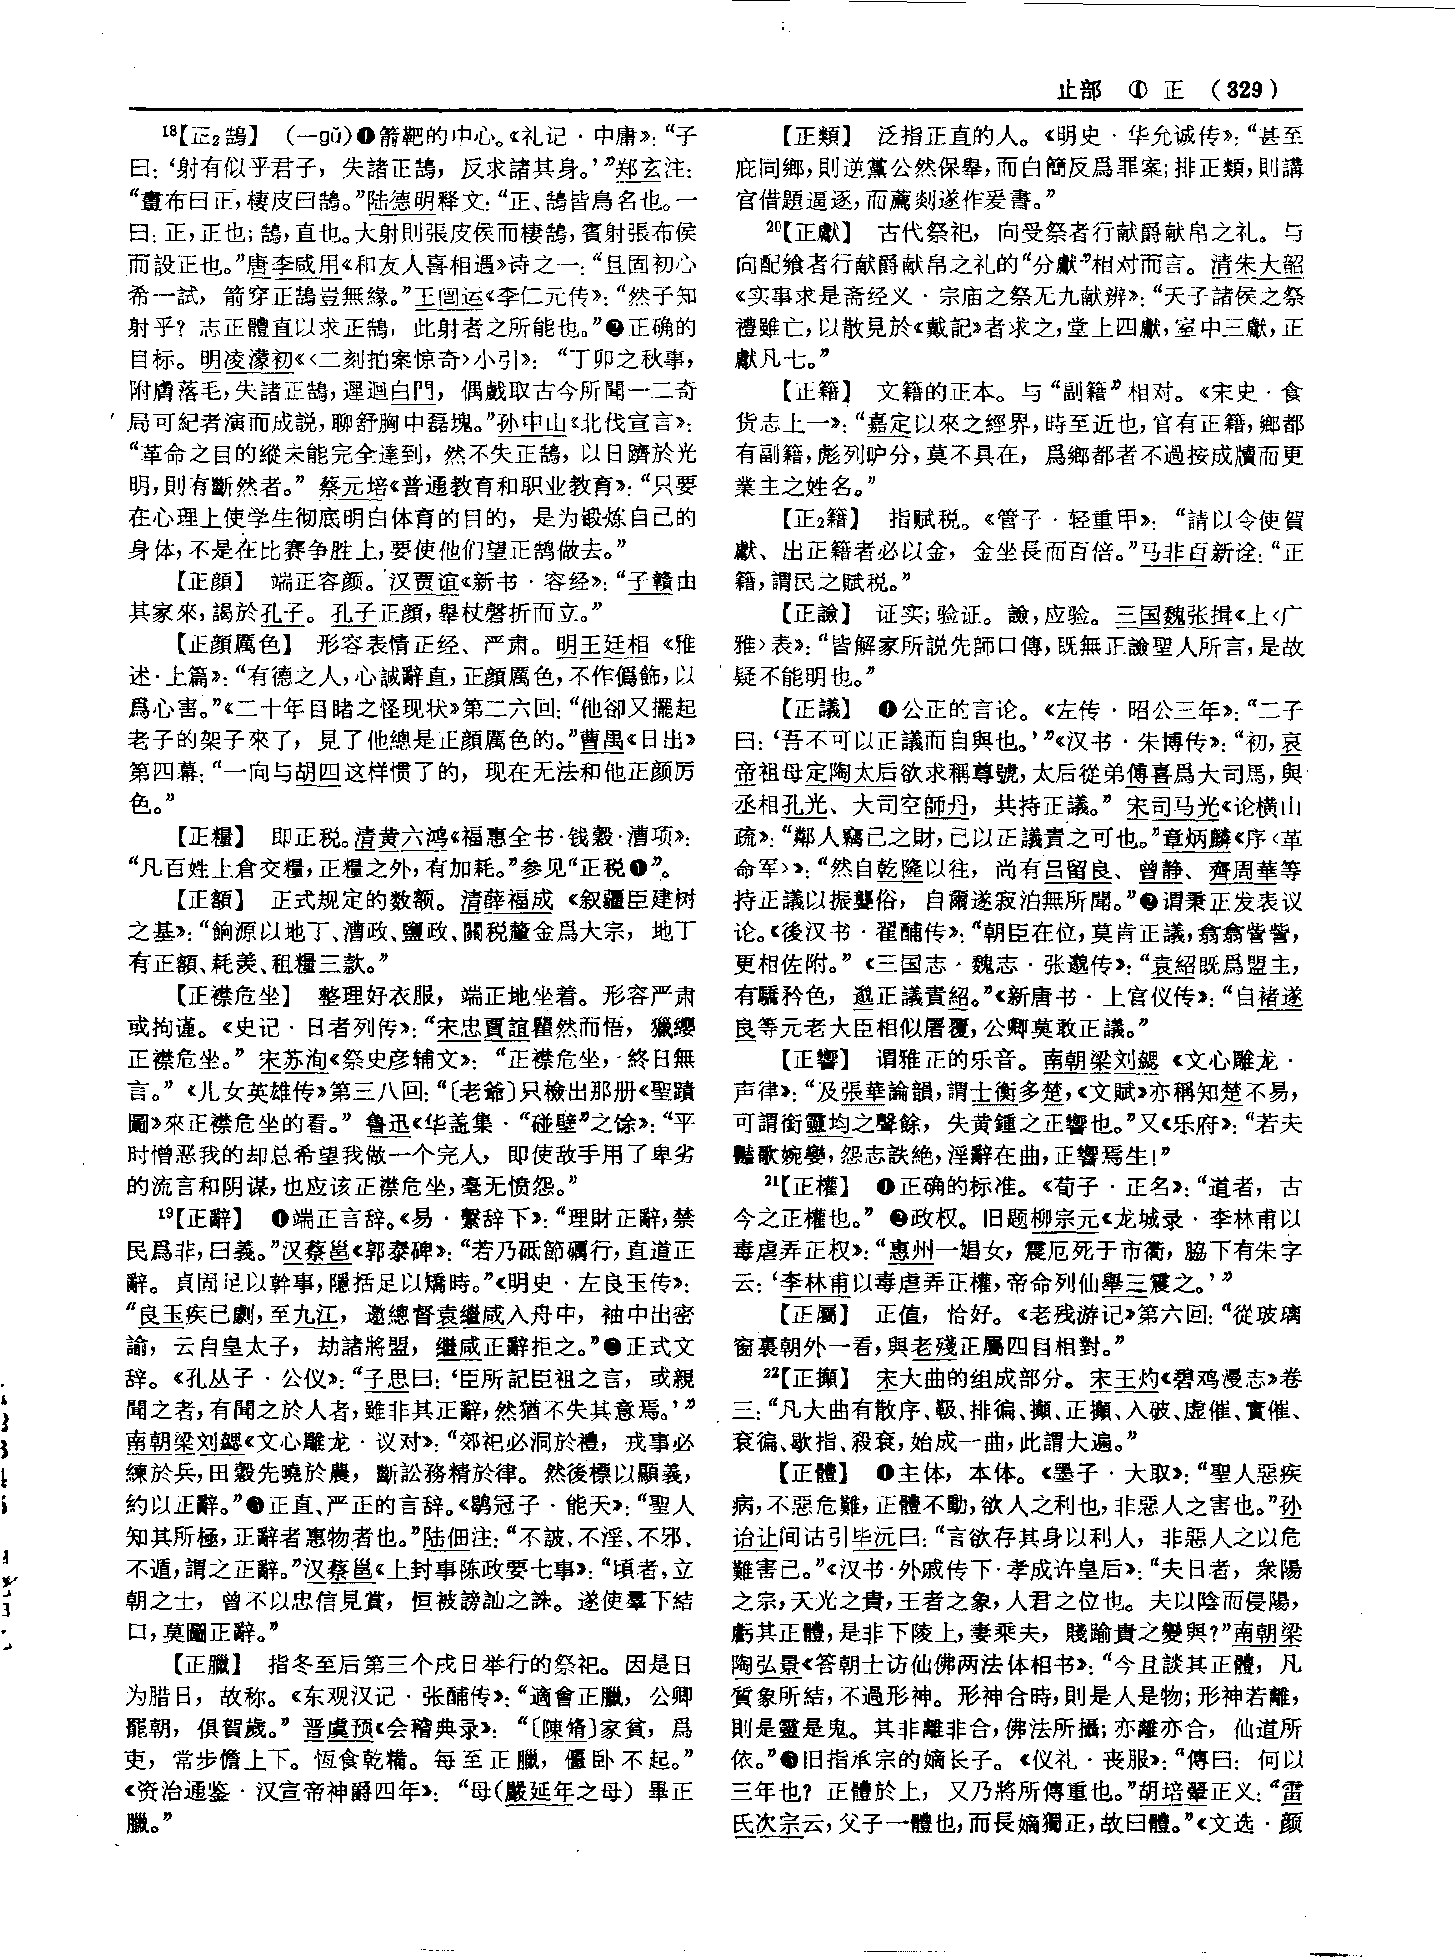 止部 ① 正 (329)
18【正2鵠】 (—gǔ)❶箭靶的中心。《礼记·中庸》：“子
曰：‘射有似乎君子，失諸正鵠，反求諸其身。’”郑玄注：
“畫布曰正，棲皮曰鵠。”陆德明释文：“正、鵠皆鳥名也。一
曰：正，正也；鵠，直也。大射則張皮侯而棲鵠，賓射張布侯
而設正也。”唐李咸用《和友人喜相遇》诗之一：“且固初心
希一試，箭穿正鵠豈無緣。”王闿运《李仁元传》：“然子知
射乎？志正體直以求正鵠，此射者之所能也。”❷正确的
目标。明凌濛初《〈二刻拍案惊奇〉小引》：“丁卯之秋事，
附膚落毛，失諸正鵠，遲迴白門，偶戲取古今所聞一二奇
局可紀者演而成説，聊舒胸中磊塊。”孙中山《北伐宣言》：
“革命之目的縱未能完全達到，然不失正鵠，以日躋於光
明，則有斷然者。”蔡元培《普通教育和职业教育》：“只要
在心理上使学生彻底明白体育的目的，是为锻炼自己的
身体，不是在比赛争胜上，要使他们望正鹄做去。”
【正顔】 端正容颜。汉贾谊《新书·容经》：“子贛由
其家來，謁於孔子。孔子正顔，舉杖磬折而立。”
【正顔厲色】 形容表情正经、严肃。明王廷相《雅
述·上篇》：“有德之人，心誠辭直，正顔厲色，不作僞飾，以
爲心害。”《二十年目睹之怪现状》第二六回：“他卻又擺起
老子的架子來了，見了他總是正顔厲色的。”曹禺《日出》
第四幕：“一向与胡四这样惯了的，现在无法和他正颜厉
色。”
【正糧】 即正税。清黄六鸿《福惠全书·钱穀·漕项》：
“凡百姓上倉交糧，正糧之外，有加耗。”参见“正税❶”。
【正額】 正式规定的数额。清薛福成《叙疆臣建树
之基》：“餉源以地丁、漕政、鹽政、關税釐金爲大宗，地丁
有正額、耗羨、租糧三款。”
【正襟危坐】 整理好衣服，端正地坐着。形容严肃
或拘谨。《史记·日者列传》：“宋忠賈誼瞿然而悟，獵纓
正襟危坐。”宋苏洵《祭史彦辅文》：“正襟危坐，終日無
言。”《儿女英雄传》第三八回：“〔老爺〕只檢出那册《聖蹟
圖》來正襟危坐的看。”鲁迅《华盖集·“碰壁”之馀》：“平
时憎恶我的却总希望我做一个完人，即使敌手用了卑劣
的流言和阴谋，也应该正襟危坐，毫无愤怨。”
19【正辭】 ❶端正言辞。《易·繫辞下》：“理財正辭，禁
民爲非，曰義。”汉蔡邕《郭泰碑》：“若乃砥節礪行，直道正
辭。貞固足以幹事，隱括足以矯時。”《明史·左良玉传》：
“良玉疾已劇，至九江，邀總督袁繼咸入舟中，袖中出密
諭，云自皇太子，劫諸將盟，繼咸正辭拒之。”❷正式文
辞。《孔丛子·公仪》：“子思曰：‘臣所記臣祖之言，或親
聞之者，有聞之於人者，雖非其正辭，然猶不失其意焉。’”
南朝梁刘勰《文心雕龙·议对》：“郊祀必洞於禮，戎事必
練於兵，田穀先曉於農，斷訟務精於律。然後標以顯義，
約以正辭。”❸正直、严正的言辞。《鹖冠子·能天》：“聖人
知其所極，正辭者惠物者也。”陆佃注：“不詖、不淫、不邪、
不遁，謂之正辭。”汉蔡邕《上封事陈政要七事》：“頃者，立
朝之士，曾不以忠信見賞，恒被謗訕之誅。遂使羣下結
口，莫圖正辭。”
【正臘】 指冬至后第三个戌日举行的祭祀。因是日
为腊日，故称。《东观汉记·张酺传》：“適會正臘，公卿
罷朝，俱賀歲。”晋虞预《会稽典录》：“〔陳脩〕家貧，爲
吏，常步擔上下。恆食乾糒。每至正臘，僵卧不起。”
《资治通鉴·汉宣帝神爵四年》：“母（嚴延年之母）畢正
臘。”
【正類】 泛指正直的人。《明史·华允诚传》：“甚至
庇同鄉，則逆黨公然保舉，而白簡反爲罪案；排正類，則講
官借題逼逐，而薦剡遂作爰書。”
20【正獻】 古代祭祀，向受祭者行献爵献帛之礼。与
向配飨者行献爵献帛之礼的“分獻”相对而言。清朱大韶
《实事求是斋经义·宗庙之祭无九献辨》：“天子諸侯之祭
禮雖亡，以散見於《戴記》者求之，堂上四獻，室中三獻，正
獻凡七。”
【正籍】 文籍的正本。与“副籍”相对。《宋史·食
货志上一》：“嘉定以來之經界，時至近也，官有正籍，鄉都
有副籍，彪列昈分，莫不具在，爲鄉都者不過按成牘而更
業主之姓名。”
【正2籍】 指赋税。《管子·轻重甲》：“請以令使賀
獻、出正籍者必以金，金坐長而百倍。”马非百新诠：“正
籍，謂民之赋税。”
【正譣】 证实；验证。譣，应验。三国魏张揖《上〈广
雅〉表》：“皆解家所説先師口傳，既無正譣聖人所言，是故
疑不能明也。”
【正議】 ❶公正的言论。《左传·昭公三年》：“二子
曰：‘吾不可以正議而自與也。’”《汉书·朱博传》：“初，哀
帝祖母定陶太后欲求稱尊號，太后從弟傅喜爲大司馬，與
丞相孔光、大司空師丹，共持正議。”宋司马光《论横山
疏》：“鄰人竊己之財，己以正議責之可也。”章炳麟《序〈革
命军〉》：“然自乾隆以往，尚有吕留良、曾静、齊周華等
持正議以振聾俗，自爾遂寂泊無所聞。”❷谓秉正发表议
论。《後汉书·翟酺传》：“朝臣在位，莫肯正議，翕翕訾訾，
更相佐附。”《三国志·魏志·张邈传》：“袁紹既爲盟主，
有驕矜色，邈正議責紹。”《新唐书·上官仪传》：“自褚遂
良等元老大臣相似屠覆，公卿莫敢正議。”
【正響】 谓雅正的乐音。南朝梁刘勰《文心雕龙·
声律》：“及張華論韻，謂士衡多楚，《文賦》亦稱知楚不易，
可謂銜靈均之聲餘，失黄鍾之正響也。”又《乐府》：“若夫
豔歌婉孌，怨志詄絶，淫辭在曲，正響焉生！”
21【正權】 ❶正确的标准。《荀子·正名》：“道者，古
今之正權也。”❷政权。旧题柳宗元《龙城录·李林甫以
毒虐弄正权》：“惠州一娼女，震厄死于市衢，脇下有朱字
云：‘李林甫以毒虐弄正權，帝命列仙舉三震之。’”
【正屬】 正值，恰好。《老残游记》第六回：“從玻璃
窗裏朝外一看，與老殘正屬四目相對。”
22【正攧】 宋大曲的组成部分。宋王灼《碧鸡漫志》卷
三：“凡大曲有散序、靸、排徧、攧、正攧、入破、虚催、實催、
衮徧、歇指、殺衮，始成一曲，此謂大遍。”
【正體】 ❶主体，本体。《墨子·大取》：“聖人惡疾
病，不惡危難，正體不動，欲人之利也，非惡人之害也。”孙
诒让间诂引毕沅曰：“言欲存其身以利人，非惡人之以危
難害己。”《汉书·外戚传下·孝成许皇后》：“夫日者，衆陽
之宗，天光之貴，王者之象，人君之位也。夫以陰而侵陽，
虧其正體，是非下陵上，妻乘夫，賤踰貴之變與？”南朝梁
陶弘景《答朝士访仙佛两法体相书》：“今且談其正體，凡
質象所結，不過形神。形神合時，則是人是物；形神若離，
則是靈是鬼。其非離非合，佛法所攝；亦離亦合，仙道所
依。”❷旧指承宗的嫡长子。《仪礼·丧服》：“傳曰：何以
三年也？正體於上，又乃將所傳重也。”胡培翬正义：“雷
氏次宗云，父子一體也，而長嫡獨正，故曰體。”《文选·颜